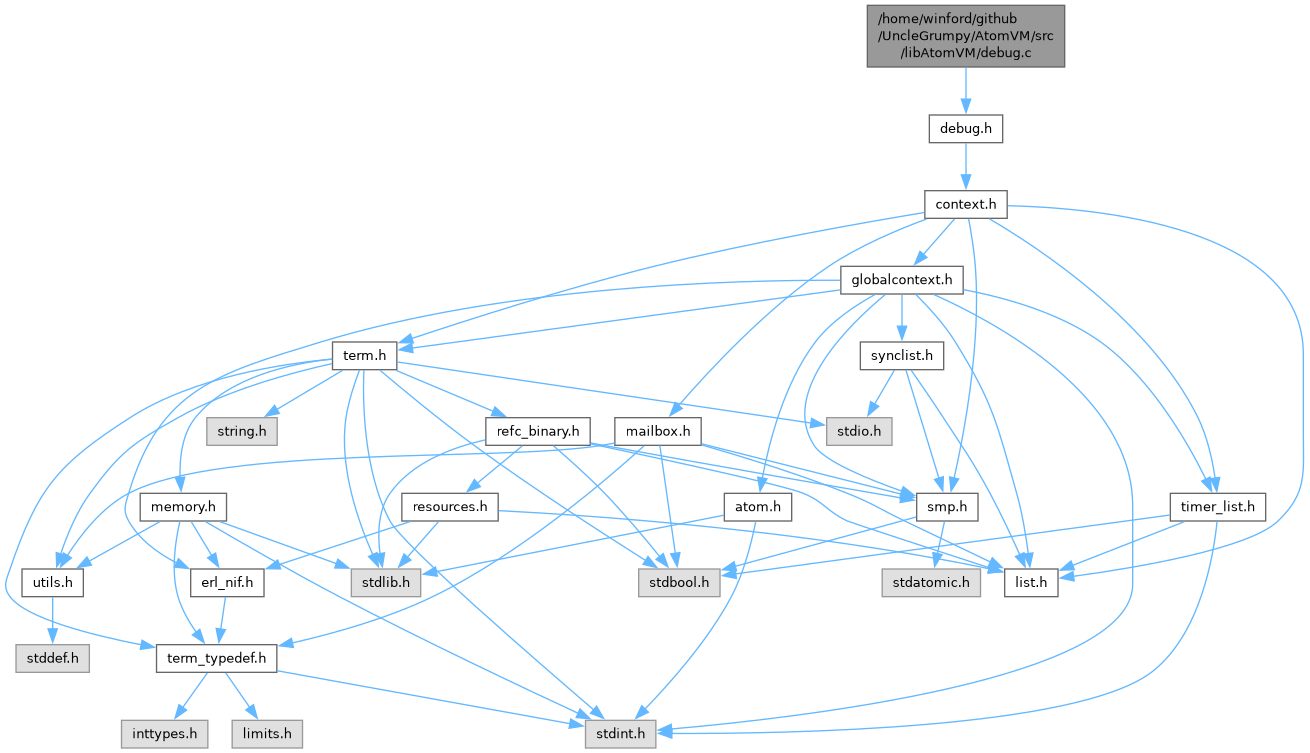 /home/winford/github
/UncleGrumpy/AtomVM/src
/libAtomVM/debug.c
debug.h
context.h
globalcontext.h
term.h
synclist.h
string.h
refc_binary.h
mailbox.h
stdio.h
memory.h
resources.h
atom.h
smp.h
timer_list.h
utils.h
erl_nif.h
stdlib.h
stdbool.h
stdatomic.h
list.h
stddef.h
term_typedef.h
inttypes.h
limits.h
stdint.h